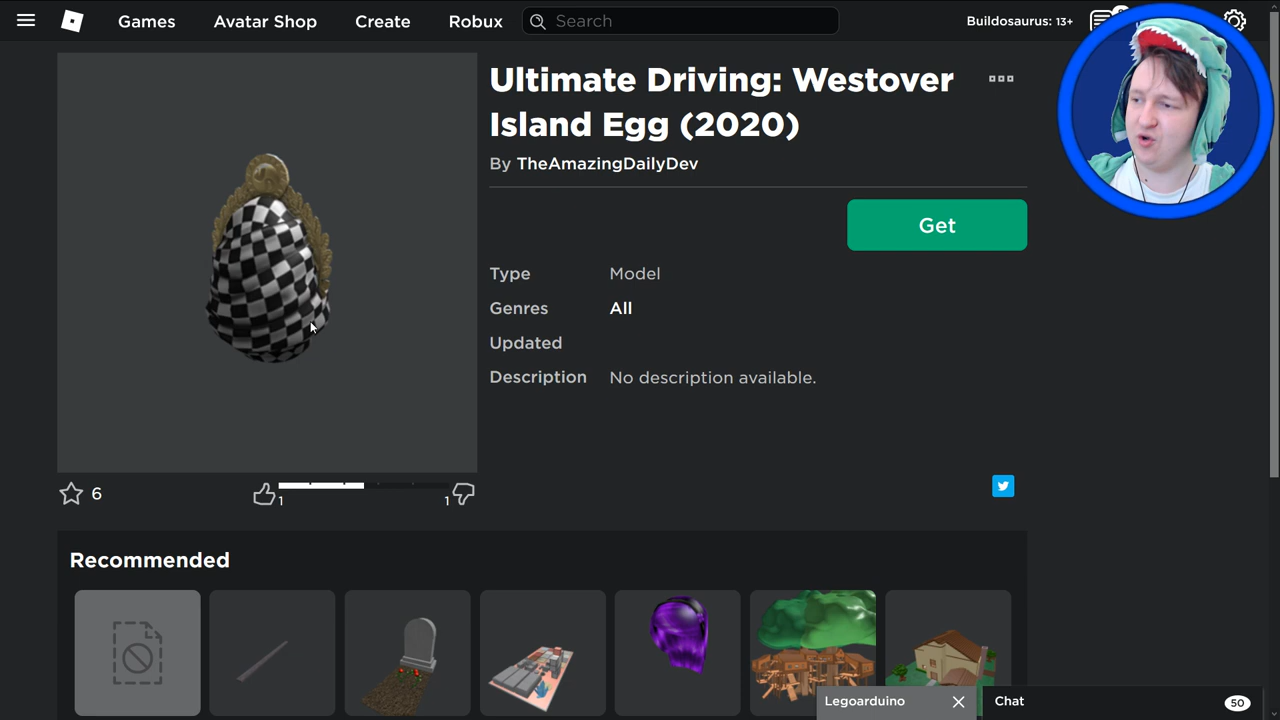 Games
Avatar Shop
Create
Robux
Search
Buildosaurus: 13+
Ultimate Driving: Westover
Island Egg (2020)
By TheAmazingDailyDev
Get
Type Model
Genres All
Updated
Description No description available.
6
1
1
Recommended
Legoarduino
Chat
50